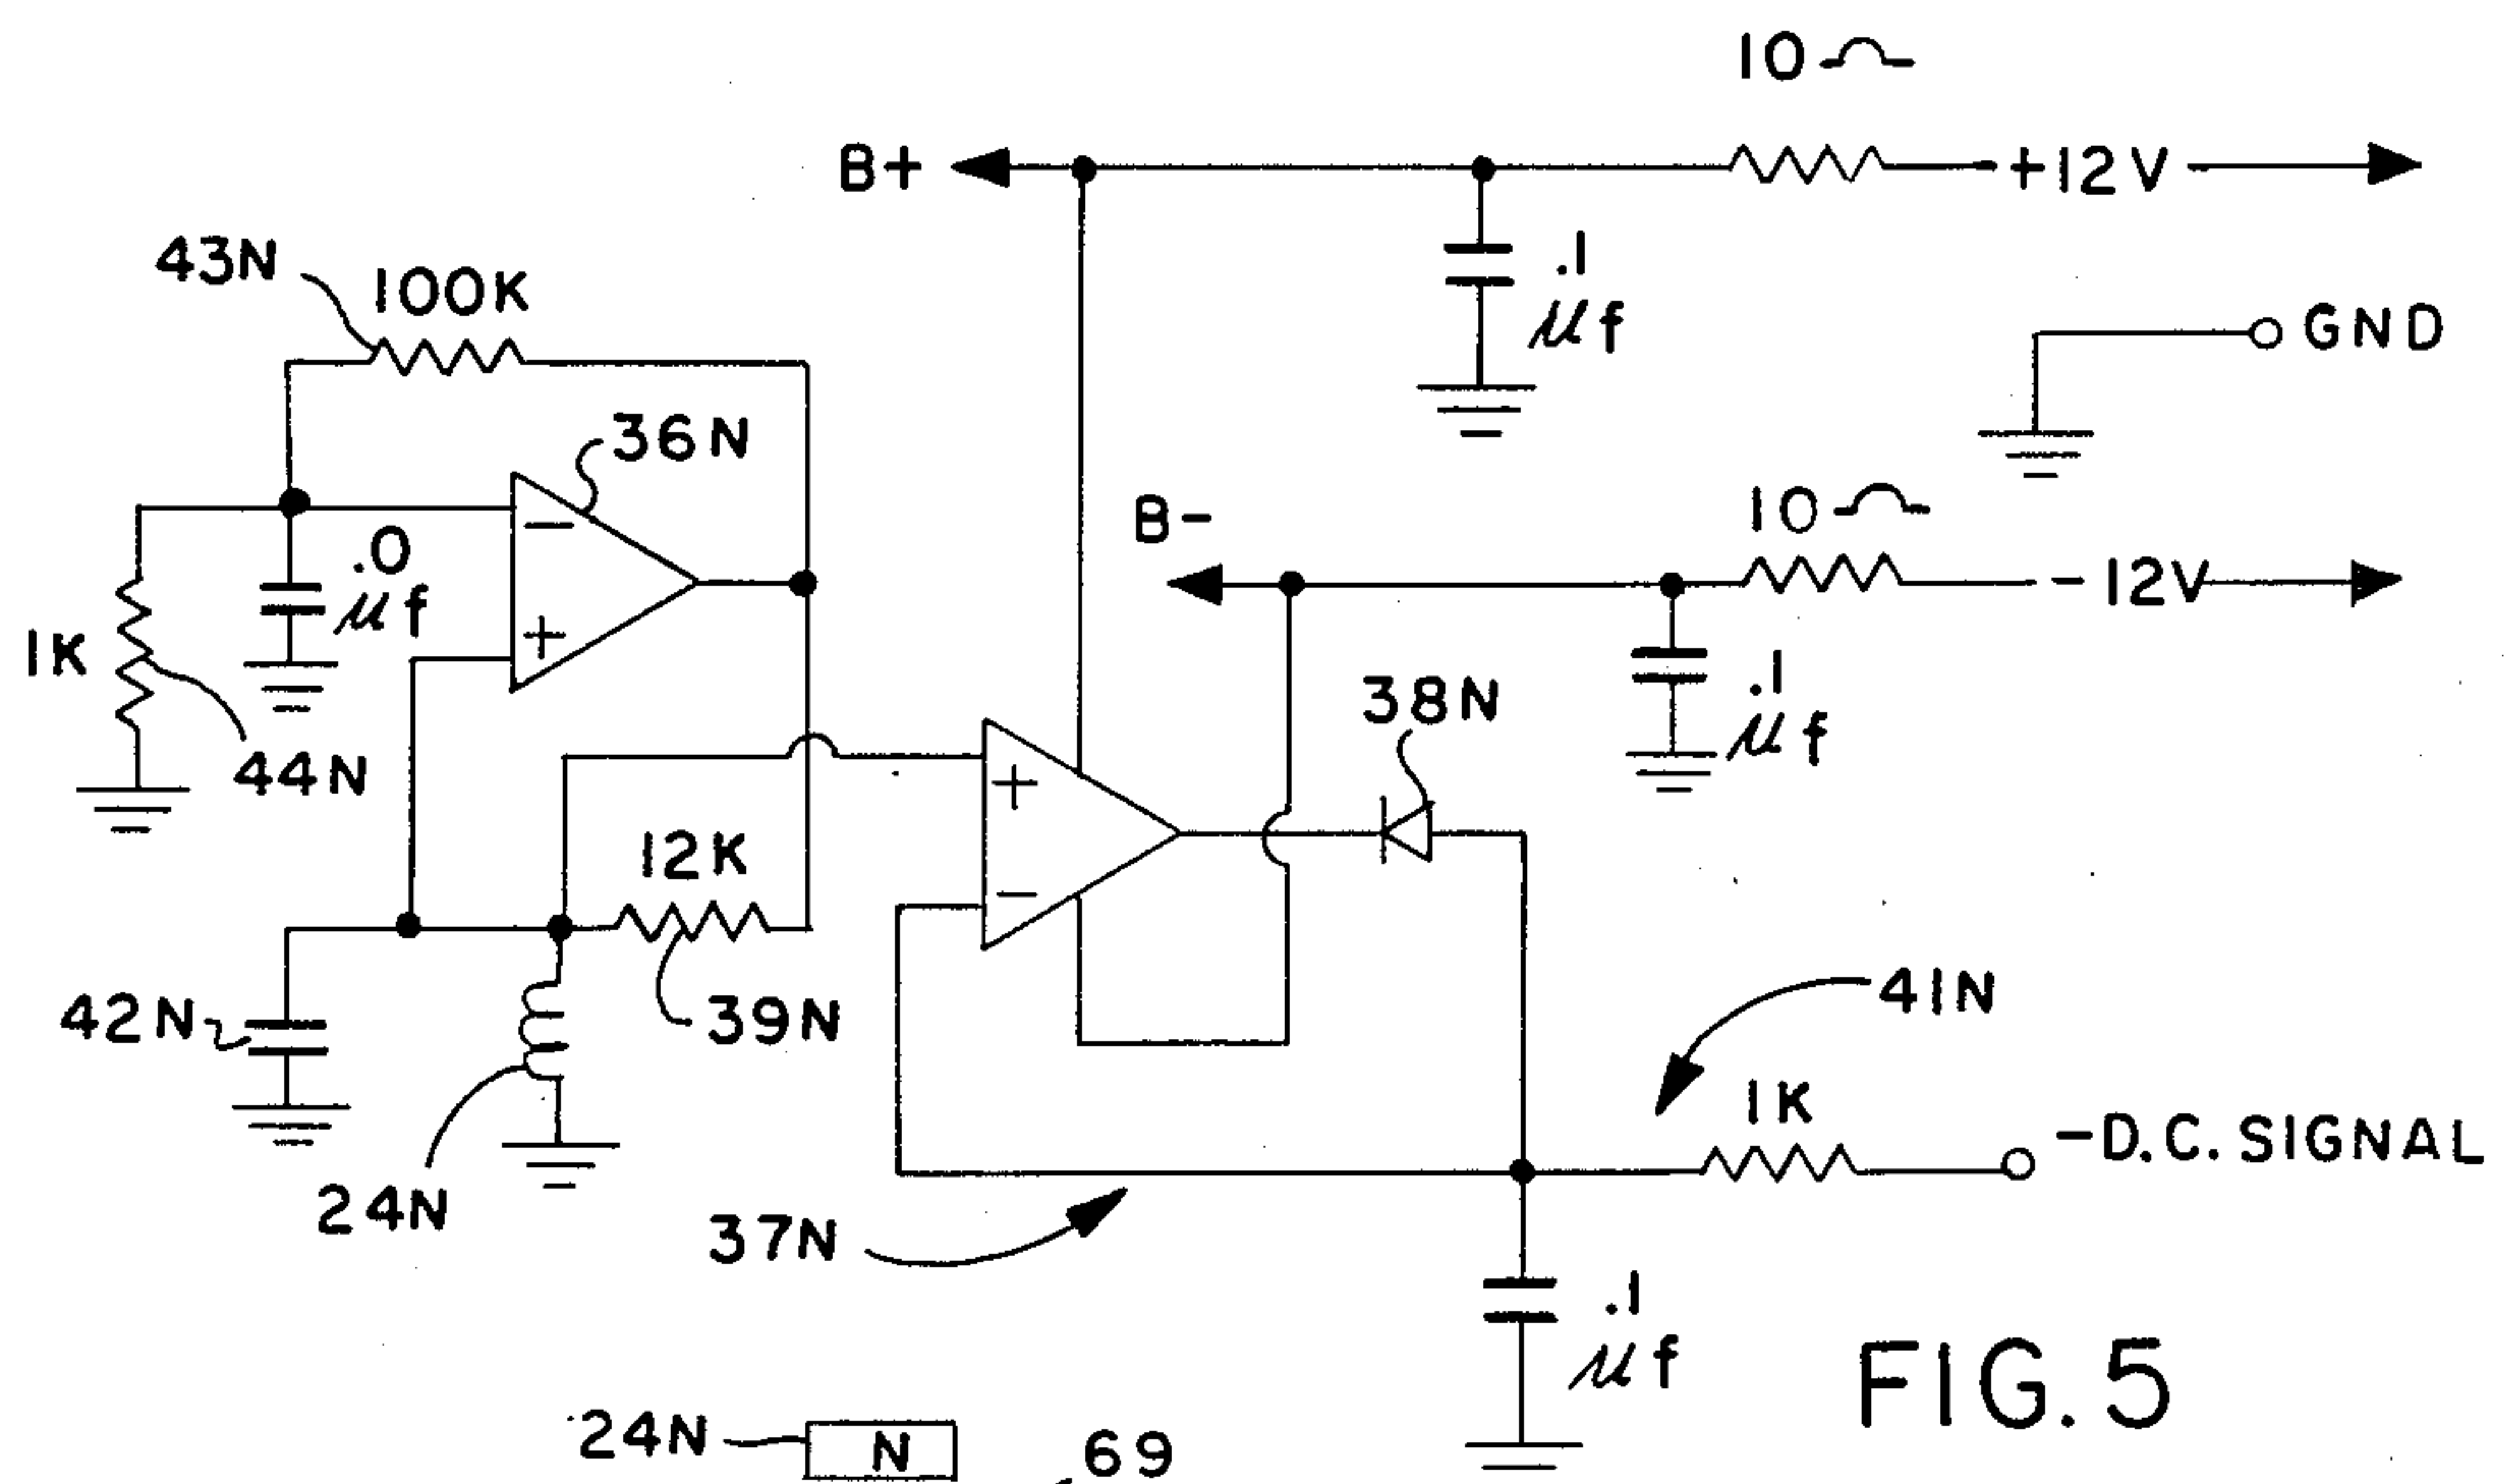 10
B+
+12V
43N
100K
.1
µf
GND
36N
B-
10
-12V
.0
µf
1K
44N
.1
µf
38N
+
-
+
-
12K
42N
39N
41N
1K
-D.C. SIGNAL
24N
37N
.1
µf
FIG. 5
24N
N
69